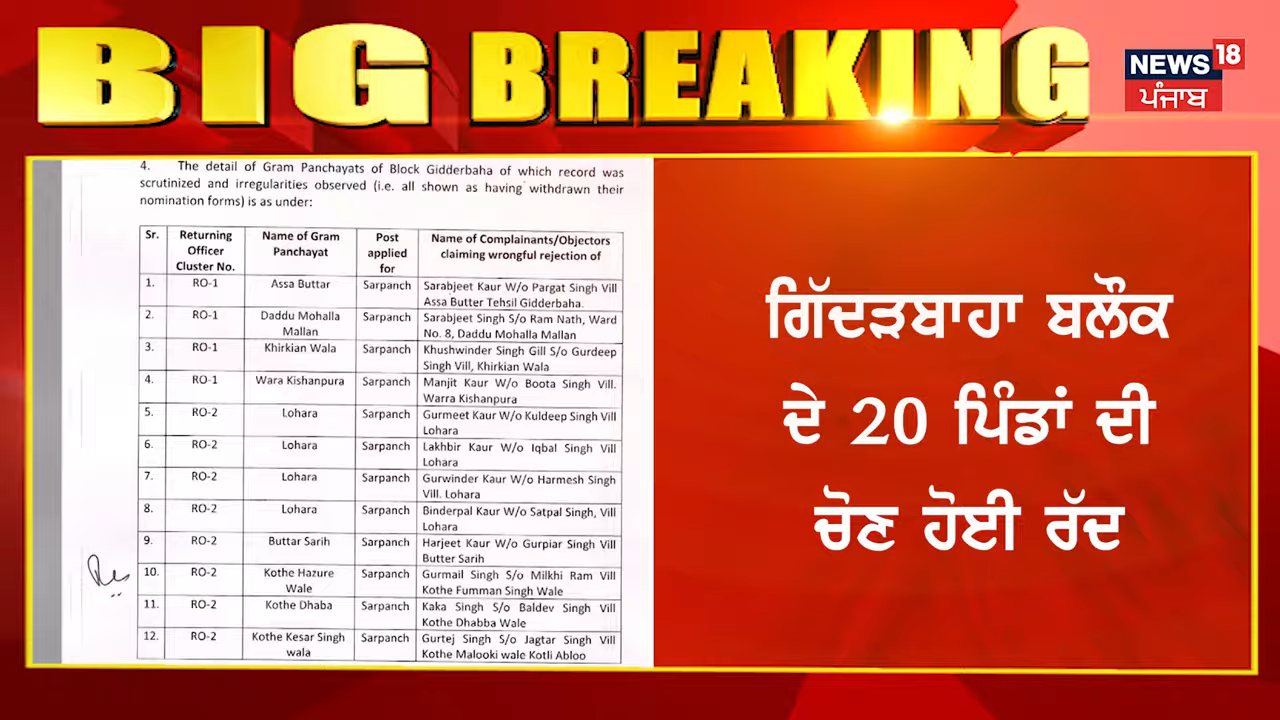 BIG BREAKING
NEWS 18
ਪੰਜਾਬ
4. The detail of Gram Panchayats of Block Gidderbaha of which record was
scrutinized and irregularities observed (i.e. all shown as having withdrawn their
nomination forms) is as under:
Sr. Returning Officer Cluster No. Name of Gram Panchayat Post applied for Name of Complainants/Objectors claiming wrongful rejection of
1. RO-1 Assa Buttar Sarpanch Sarabjeet Kaur W/o Pargat Singh Vill
Assa Butter Tehsil Gidderbaha.
2. RO-1 Daddu Mohalla Mallan Sarpanch Sarabjeet Singh S/o Ram Nath, Ward
No. 8, Daddu Mohalla Mallan
3. RO-1 Khirkian Wala Sarpanch Khushwinder Singh Gill S/o Gurdeep
Singh Vill, Khirkian Wala
4. RO-1 Wara Kishanpura Sarpanch Manjit Kaur W/o Boota Singh Vill.
Warra Kishanpura
5. RO-2 Lohara Sarpanch Gurmeet Kaur W/o Kuldeep Singh Vill
Lohara
6. RO-2 Lohara Sarpanch Lakhbir Kaur W/o Iqbal Singh Vill
Lohara
7. RO-2 Lohara Sarpanch Gurwinder Kaur W/o Harmesh Singh
Vill. Lohara
8. RO-2 Lohara Sarpanch Binderpal Kaur W/o Satpal Singh, Vill
Lohara
9. RO-2 Buttar Sarih Sarpanch Harjeet Kaur W/o Gurpiar Singh Vill
Butter Sarih
10. RO-2 Kothe Hazure Wale Sarpanch Gurmail Singh S/o Milkhi Ram Vill
Kothe Fumman Singh Wale
11. RO-2 Kothe Dhaba Sarpanch Kaka Singh S/o Baldev Singh Vill
Kothe Dhabba Wale
12. RO-2 Kothe Kesar Singh wala Sarpanch Gurtej Singh S/o Jagtar Singh Vill
Kothe Malooki wale Kotli Abloo
ਗਿੱਦੜਬਾਹਾ ਬਲੌਕ
ਦੇ 20 ਪਿੰਡਾਂ ਦੀ
ਚੋਣ ਹੋਈ ਰੱਦ